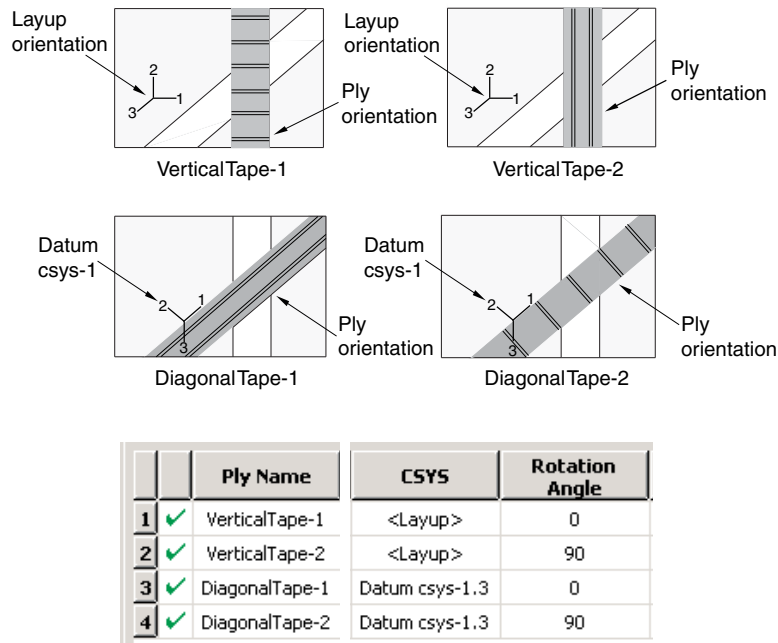 Layup orientation
2
1
3
Ply orientation
VerticalTape-1
Layup orientation
2
1
3
Ply orientation
VerticalTape-2
Datum csys-1
2
1
3
Ply orientation
DiagonalTape-1
Datum csys-1
2
1
3
Ply orientation
DiagonalTape-2
Ply Name CSYS Rotation Angle
1 VerticalTape-1 <Layup> 0
2 VerticalTape-2 <Layup> 90
3 DiagonalTape-1 Datum csys-1.3 0
4 DiagonalTape-2 Datum csys-1.3 90